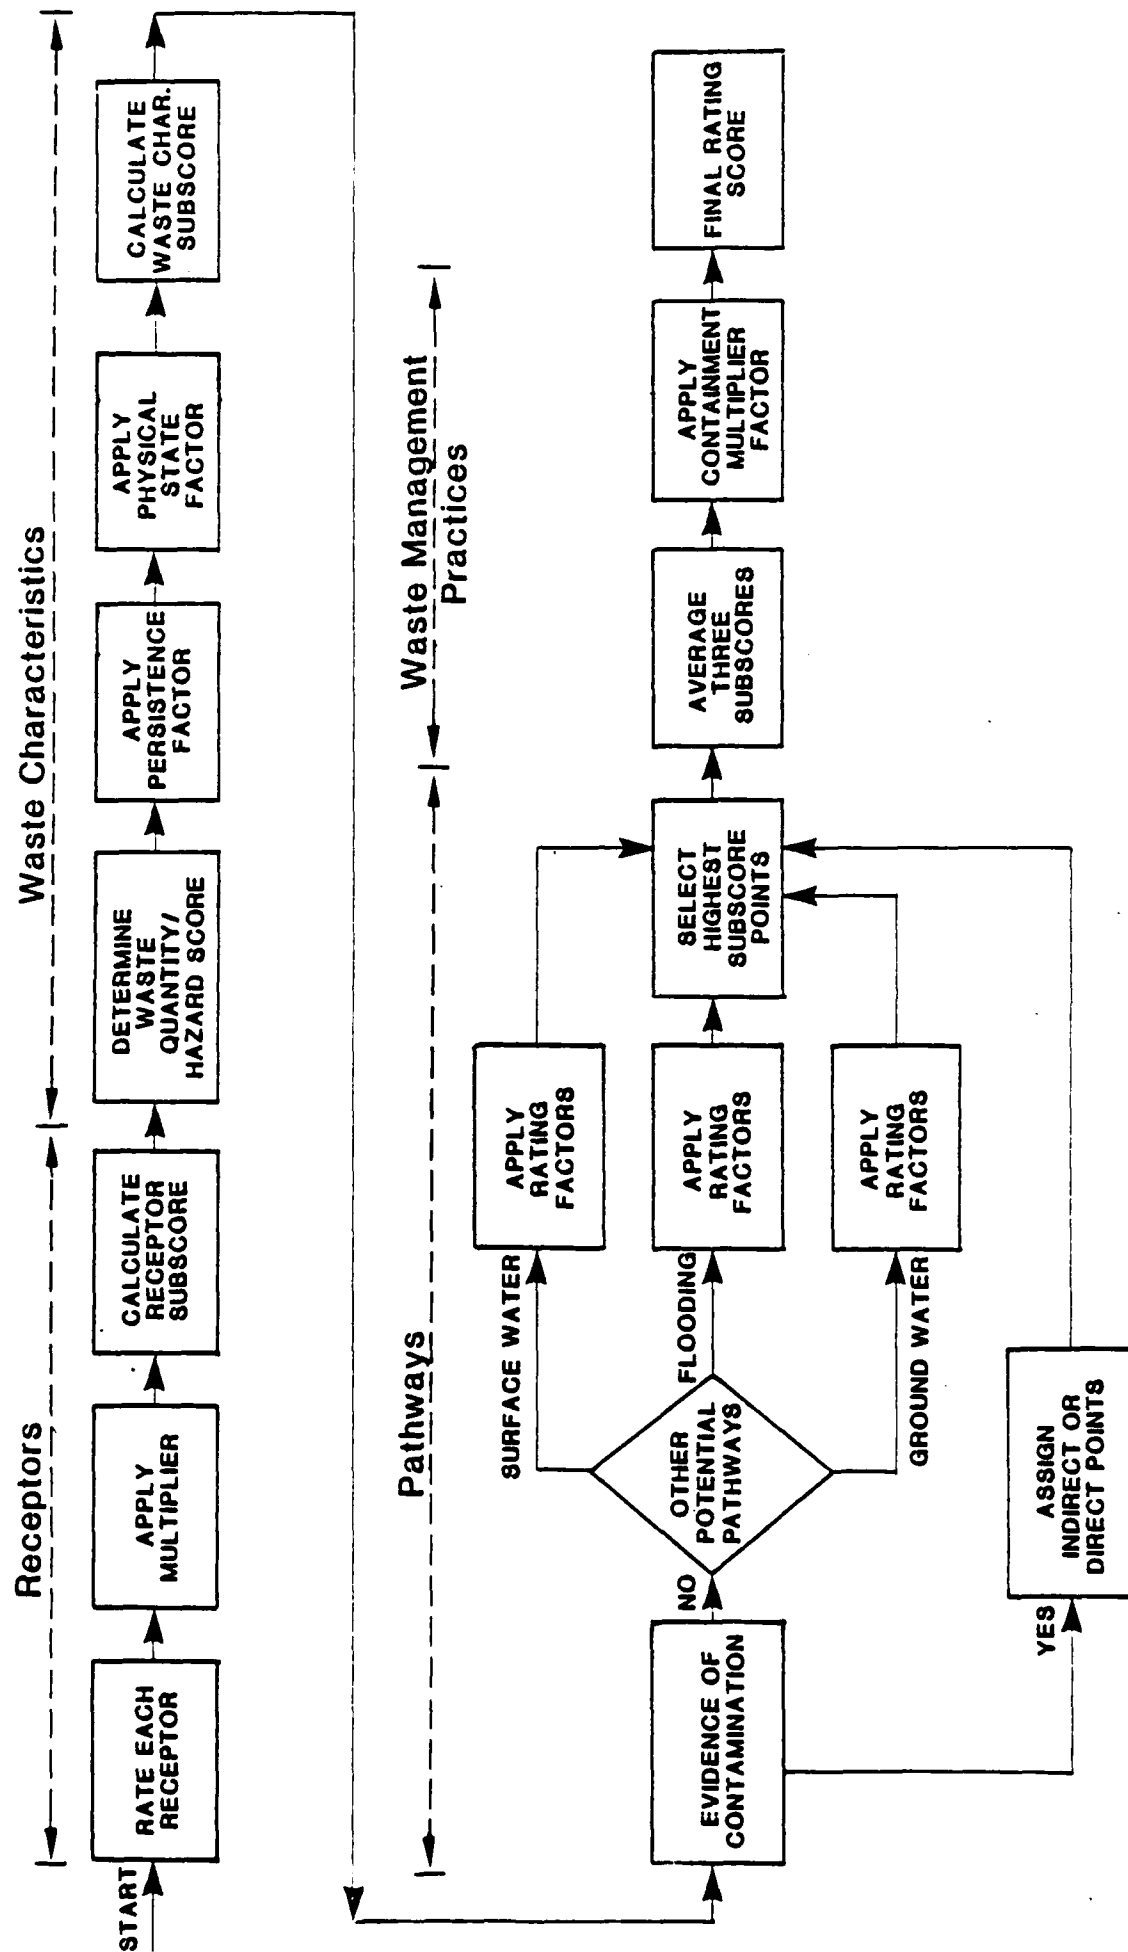 Receptors
Waste Characteristics
START
RATE EACH
RECEPTOR
APPLY
MULTIPLIER
CALCULATE
RECEPTOR
SUBSCORE
DETERMINE
WASTE
QUANTITY/
HAZARD SCORE
APPLY
PERSISTENCE
FACTOR
APPLY
PHYSICAL
STATE
FACTOR
CALCULATE
WASTE CHAR.
SUBSCORE
Pathways
Waste Management
Practices
EVIDENCE OF
CONTAMINATION
NO
YES
OTHER
POTENTIAL
PATHWAYS
SURFACE WATER
APPLY
RATING
FACTORS
FLOODING
APPLY
RATING
FACTORS
GROUND WATER
APPLY
RATING
FACTORS
ASSIGN
INDIRECT OR
DIRECT POINTS
SELECT
HIGHEST
SUBSCORE
POINTS
AVERAGE
THREE
SUBSCORES
APPLY
CONTAINMENT
MULTIPLIER
FACTOR
FINAL RATING
SCORE